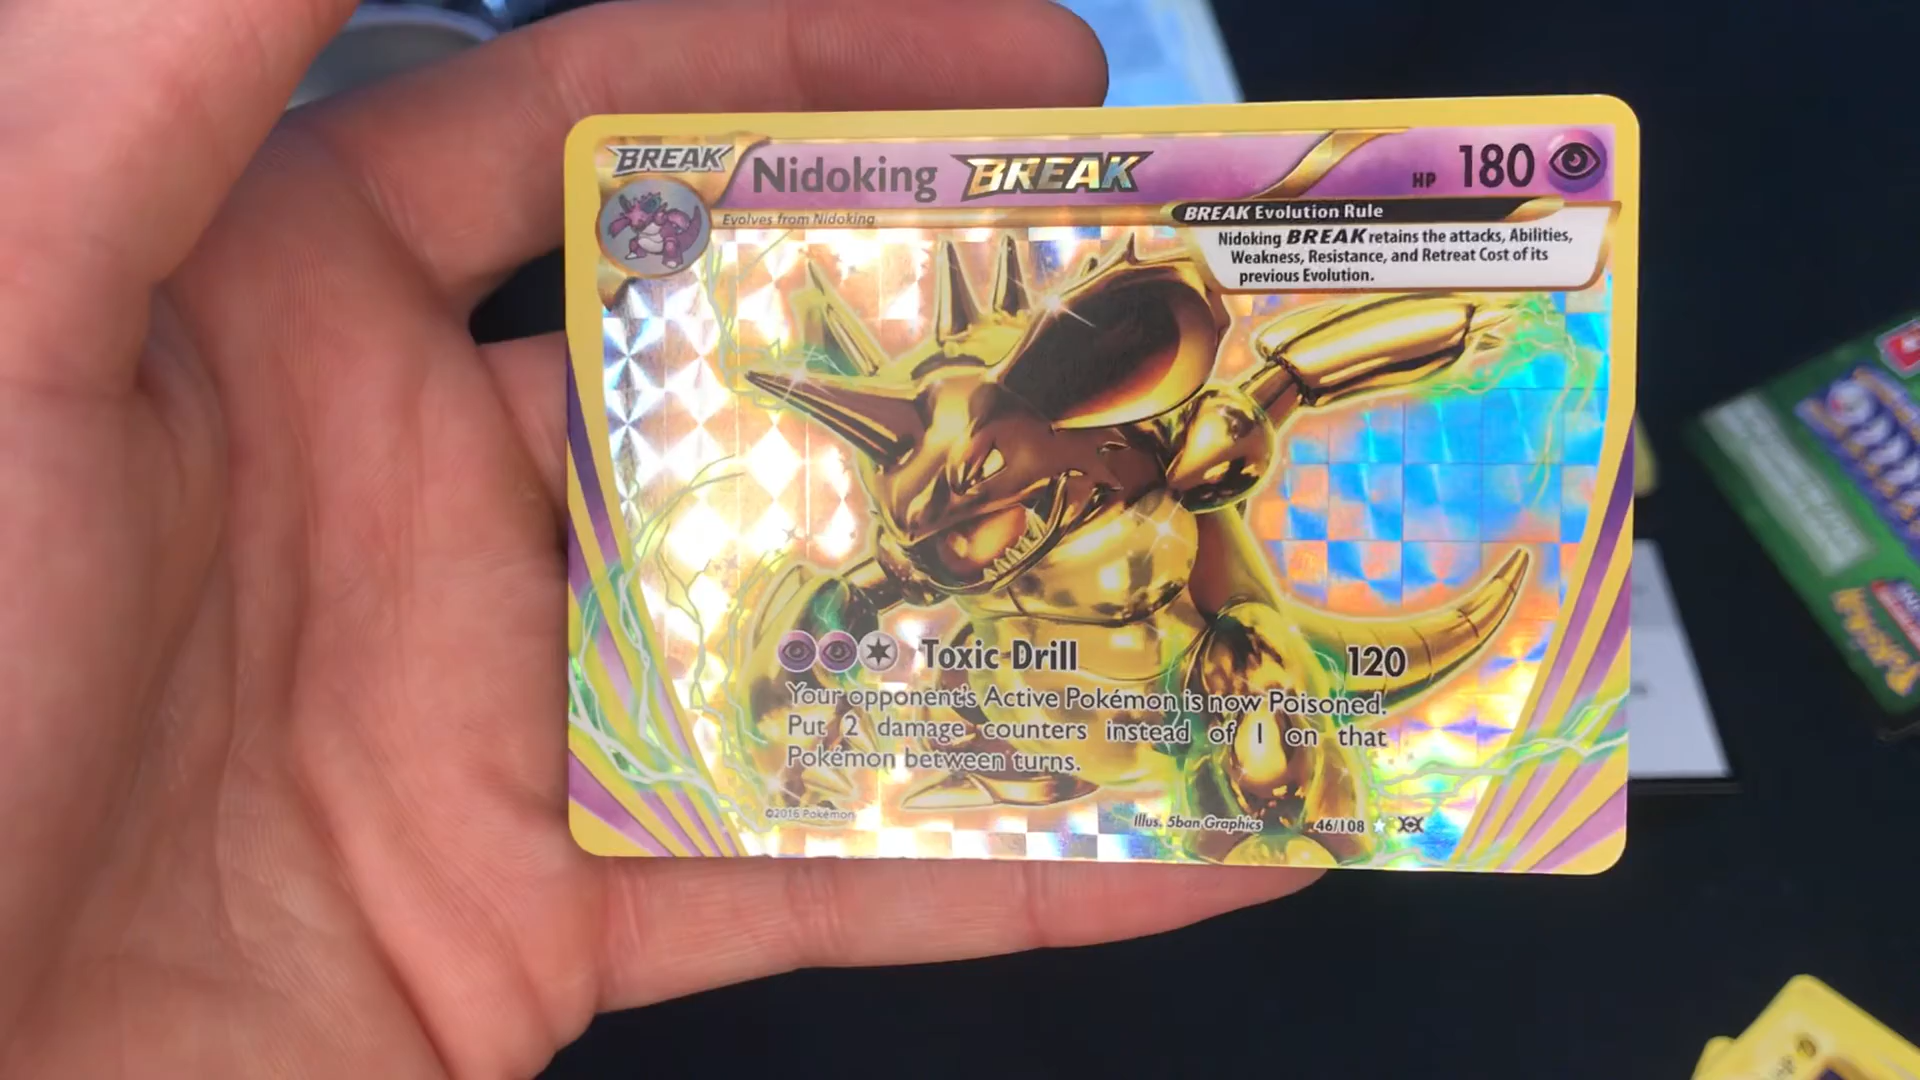 BREAK
Nidoking BREAK
HP 180
Evolves from Nidoking
BREAK Evolution Rule
Nidoking BREAK retains the attacks, Abilities,
Weakness, Resistance, and Retreat Cost of its
previous Evolution.
Toxic Drill 120
Your opponent's Active Pokémon is now Poisoned.
Put 2 damage counters instead of 1 on that
Pokémon between turns.
©2016 Pokémon
Illus. 5ban Graphics
46/108